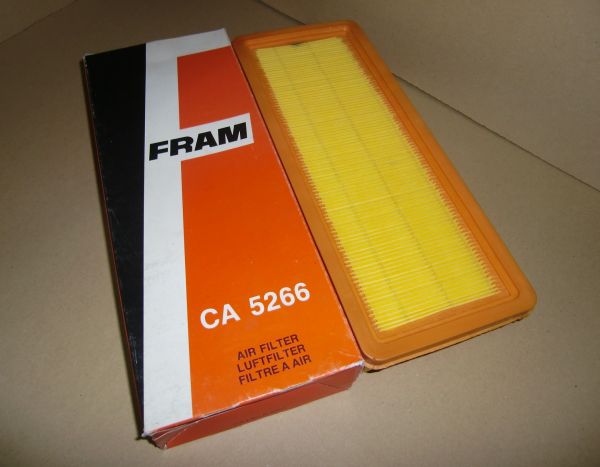 FRAM
CA 5266
AIR FILTER
LUFTFILTER
FILTRE A AIR